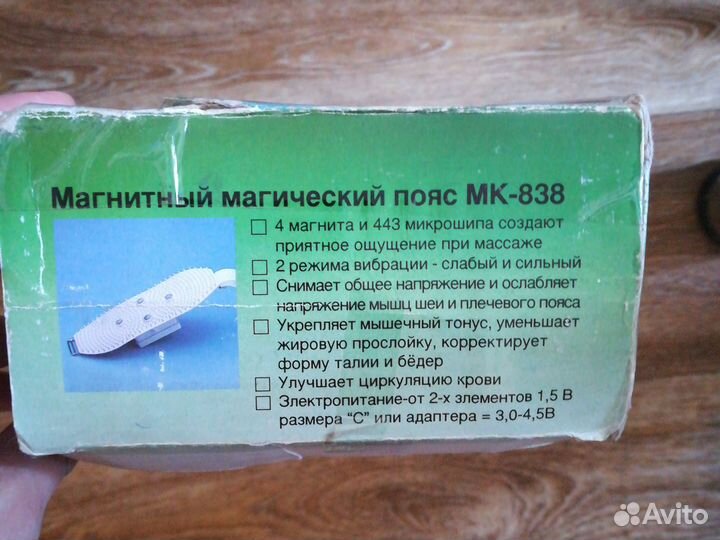 Магнитный магический пояс МК-838
4 магнита и 443 микрошипа создают
приятное ощущение при массаже
2 режима вибрации - слабый и сильный
Снимает общее напряжение и ослабляет
напряжение мышц шеи и плечевого пояса
Укрепляет мышечный тонус, уменьшает
жировую прослойку, корректирует
форму талии и бёдер
Улучшает циркуляцию крови
Злектропитание-от 2-х элементов 1,5 В
размера “С” или адаптера = 3,0-4,5В
Avito